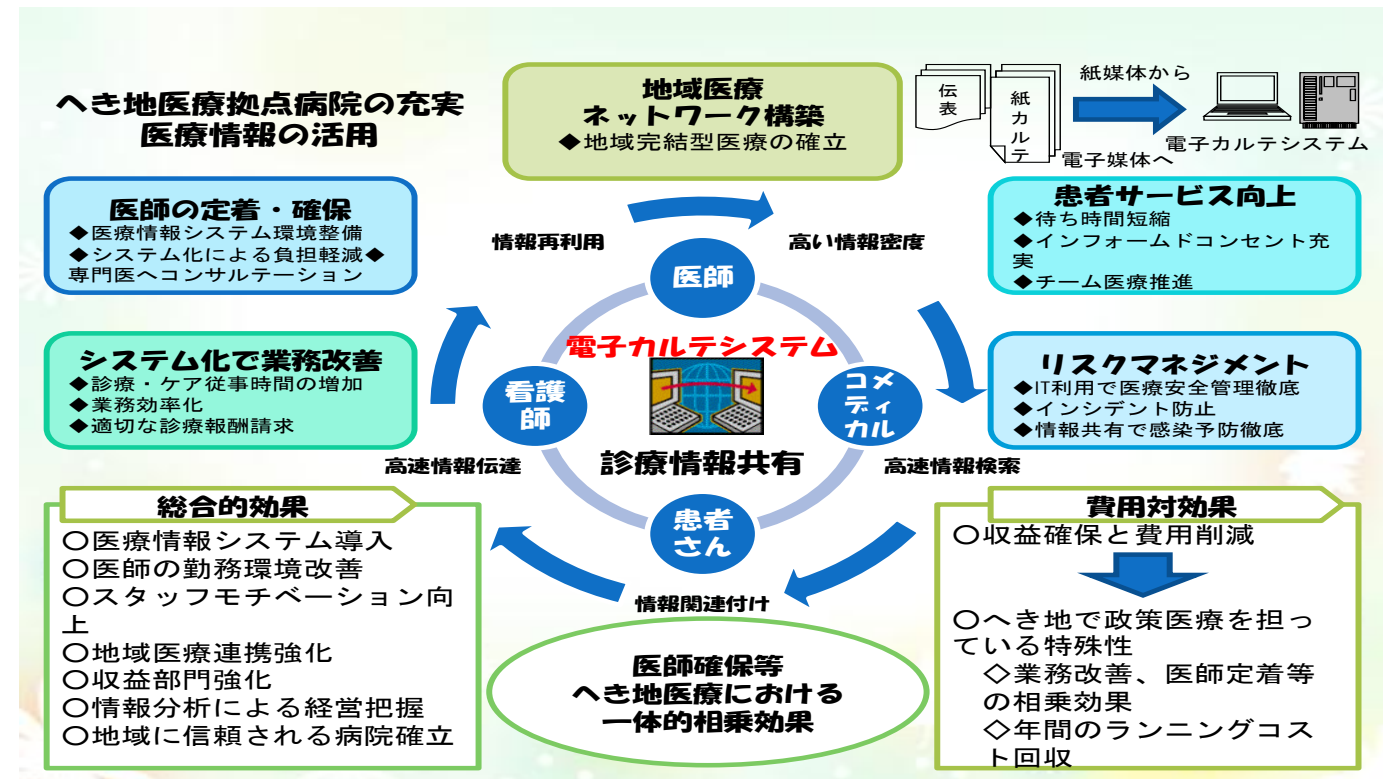 へき地医療拠点病院の充実
医療情報の活用
地域医療
ネットワーク構築
◆地域完結型医療の確立
伝表
紙カルテ
紙媒体から
電子媒体へ
電子カルテシステム
医師の定着・確保
◆医療情報システム環境整備
◆システム化による負担軽減◆
専門医へコンサルテーション
情報再利用
高い情報密度
患者サービス向上
◆待ち時間短縮
◆インフォームドコンセント充
実
◆チーム医療推進
医師
電子カルテシステム
看護
師
コメ
ディ
カル
診療情報共有
患者
さん
システム化で業務改善
◆診療・ケア従事時間の増加
◆業務効率化
◆適切な診療報酬請求
リスクマネジメント
◆IT利用で医療安全管理徹底
◆インシデント防止
◆情報共有で感染予防徹底
高速情報伝達
高速情報検索
情報関連付け
総合的効果
○医療情報システム導入
○医師の勤務環境改善
○スタッフモチベーション向
上
○地域医療連携強化
○収益部門強化
○情報分析による経営把握
○地域に信頼される病院確立
医師確保等
へき地医療における
一体的相乗効果
費用対効果
○収益確保と費用削減
○へき地で政策医療を担っ
ている特殊性
◇業務改善、医師定着等
の相乗効果
◇年間のランニングコス
ト回収